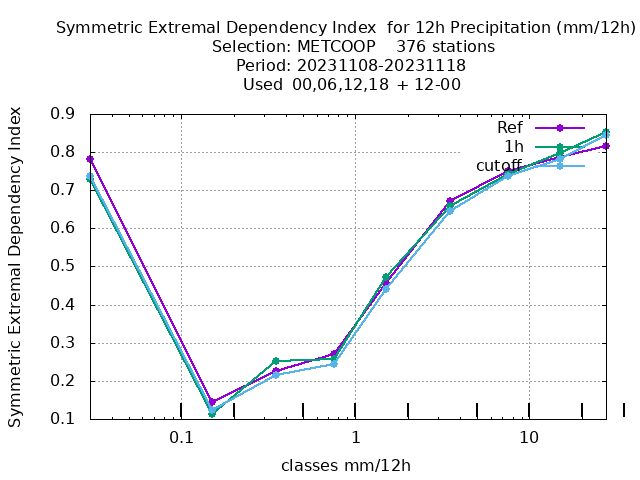 Symmetric Extremal Dependency Index  for 12h Precipitation (mm/12h)
Selection: METCOOP    376 stations
Period: 20231108-20231118
Used  00,06,12,18  + 12-00
Symmetric Extremal Dependency Index
0.9
0.8
0.7
0.6
0.5
0.4
0.3
0.2
0.1
Ref
1h
cutoff
0.1
1
10
classes mm/12h